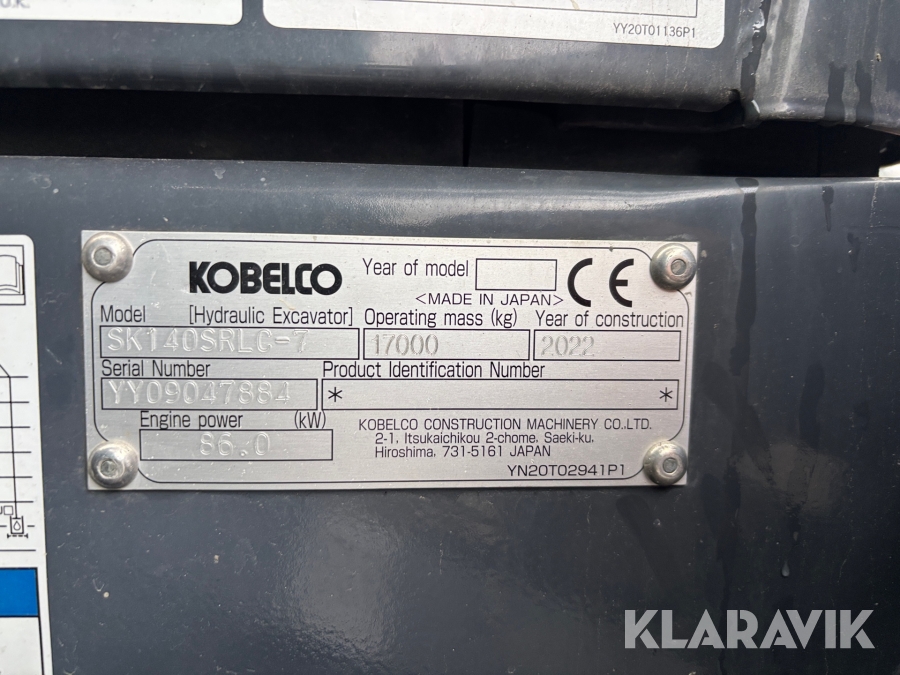 YY20T01136P1
KOBELCO
Year of model
<MADE IN JAPAN>
CE
Model [Hydraulic Excavator] Operating mass (kg) Year of construction
SK140SRLC-7 17000 2022
Serial Number Product Identification Number
YY09047884 * *
Engine power (kW)
86.0
KOBELCO CONSTRUCTION MACHINERY CO.,LTD.
2-1, Itsukaichikou 2-chome, Saeki-ku,
Hiroshima, 731-5161 JAPAN
YN20T02941P1
KLARAVIK